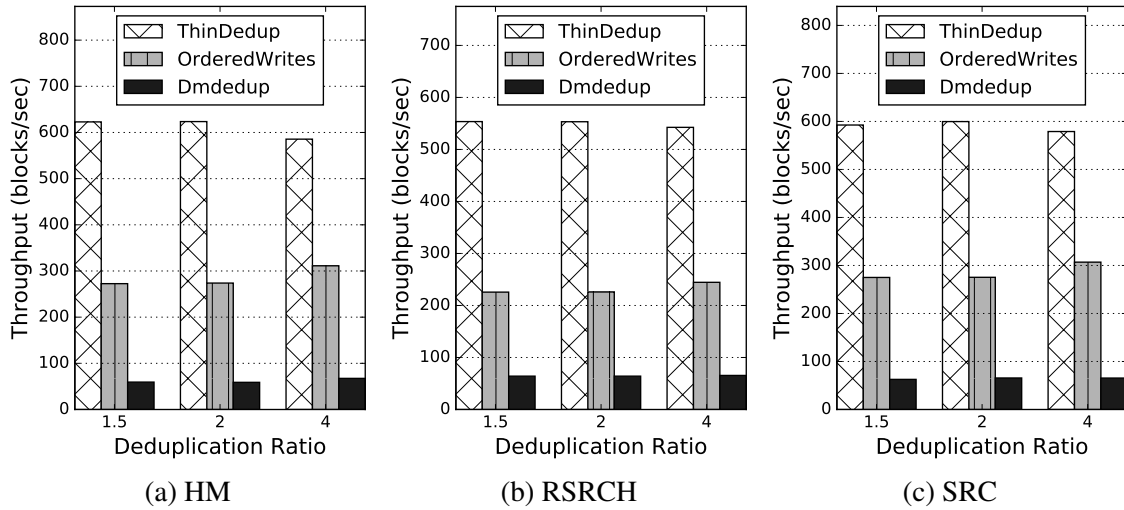 Throughput (blocks/sec)
800
700
600
500
400
300
200
100
0
ThinDedup
OrderedWrites
Dmdedup
1.5 2 4
Deduplication Ratio
(a) HM
Throughput (blocks/sec)
700
600
500
400
300
200
100
0
ThinDedup
OrderedWrites
Dmdedup
1.5 2 4
Deduplication Ratio
(b) RSRCH
Throughput (blocks/sec)
800
700
600
500
400
300
200
100
0
ThinDedup
OrderedWrites
Dmdedup
1.5 2 4
Deduplication Ratio
(c) SRC